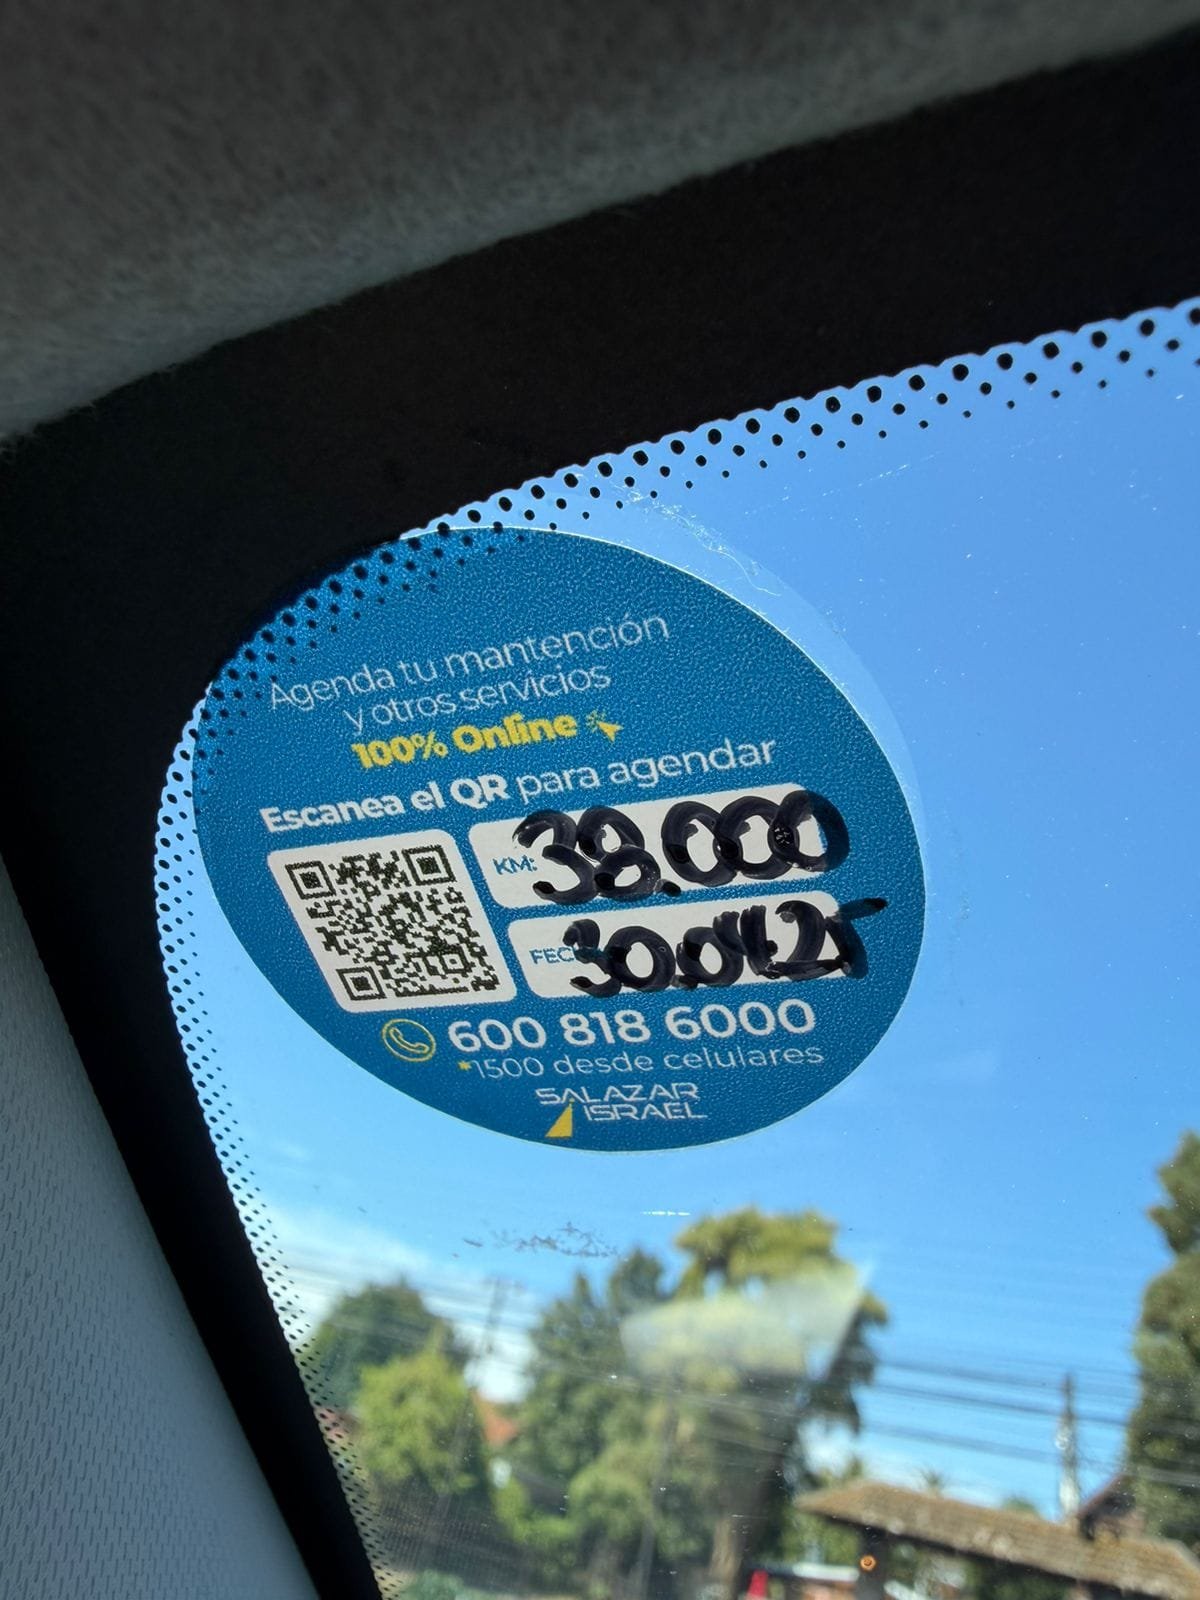 Agenda tu mantención
y otros servicios
100% Online
Escanea el QR para agendar
KM: 38.000
30.04.25
600 818 6000
*1500 desde celulares
SALAZAR
ISRAEL